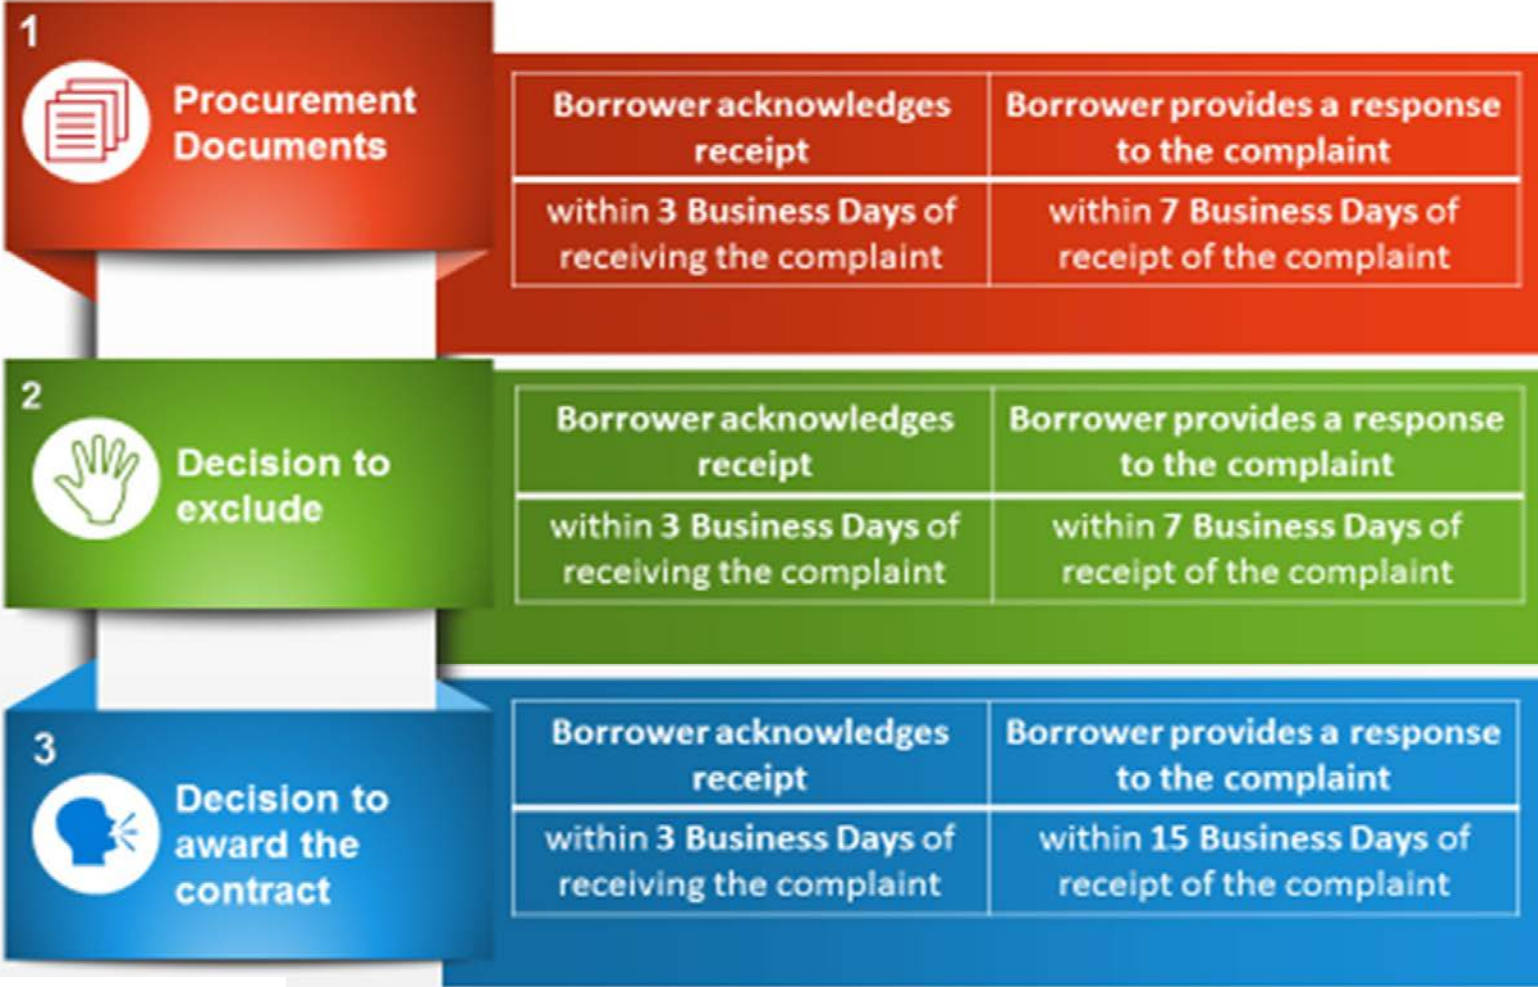 1
Procurement
Documents
Borrower acknowledges
receipt
Borrower provides a response
to the complaint
within 3 Business Days of
receiving the complaint
within 7 Business Days of
receipt of the complaint
2
Decision to
exclude
Borrower acknowledges
receipt
Borrower provides a response
to the complaint
within 3 Business Days of
receiving the complaint
within 7 Business Days of
receipt of the complaint
3
Decision to
award the
contract
Borrower acknowledges
receipt
Borrower provides a response
to the complaint
within 3 Business Days of
receiving the complaint
within 15 Business Days of
receipt of the complaint